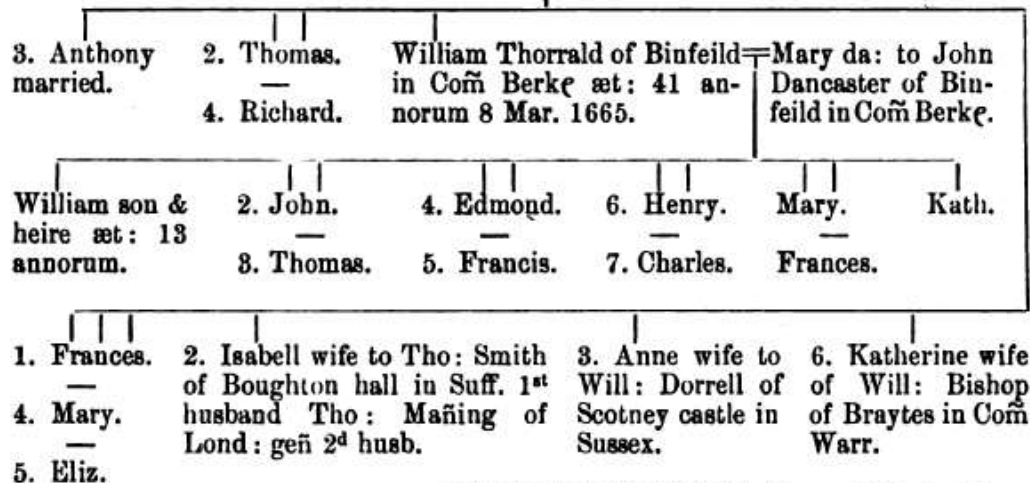 3. Anthony
married.
2. Thomas.
—
4. Richard.
William Thorrald of Binfeild
in Com̃ Berkę æt: 41 an-
norum 8 Mar. 1665.
Mary da: to John
Dancaster of Bin-
feild in Com̃ Berkę.
William son &
heire æt: 13
annorum.
2. John.
—
3. Thomas.
4. Edmond.
—
5. Francis.
6. Henry.
—
7. Charles.
Mary.
—
Frances.
Kath.
1. Frances.
—
4. Mary.
—
5. Eliz.
2. Isabell wife to Tho: Smith
of Boughton hall in Suff. 1st
husband Tho: Mañing of
Lond: geñ 2d husb.
3. Anne wife to
Will: Dorrell of
Scotney castle in
Sussex.
6. Katherine wife
of Will: Bishop
of Braytes in Com̃
Warr.